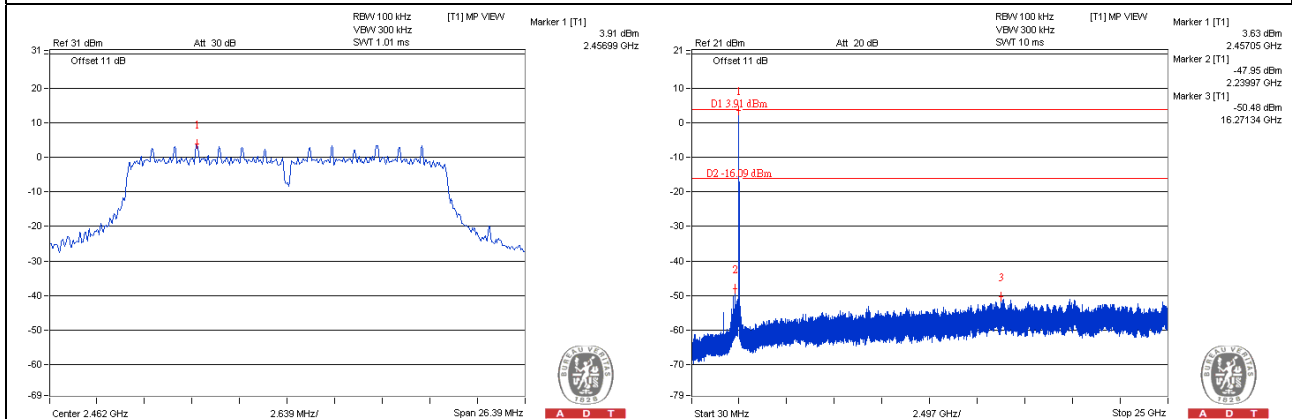 RBW 100 kHz [T1] MP VIEW
VBW 300 kHz
Ref 31 dBm Att 30 dB SWT 1.01 ms
Marker 1 [T1]
3.91 dBm
2.45699 GHz
31
Offset 11 dB
20
10
0
-10
-20
-30
-40
-50
-60
-69
1
Center 2.462 GHz 2.639 MHz/ Span 26.39 MHz
BUREAU VERITAS
1828
A D T
RBW 100 kHz [T1] MP VIEW
VBW 300 kHz
Ref 21 dBm Att 20 dB SWT 10 ms
Marker 1 [T1]
3.63 dBm
2.45705 GHz
Marker 2 [T1]
-47.95 dBm
2.23997 GHz
Marker 3 [T1]
-50.48 dBm
16.27134 GHz
21
Offset 11 dB
10
0
-10
-20
-30
-40
-50
-60
-70
-79
1
D1 3.91 dBm
D2 -16.09 dBm
2
3
Start 30 MHz 2.497 GHz/ Stop 25 GHz
BUREAU VERITAS
1828
A D T